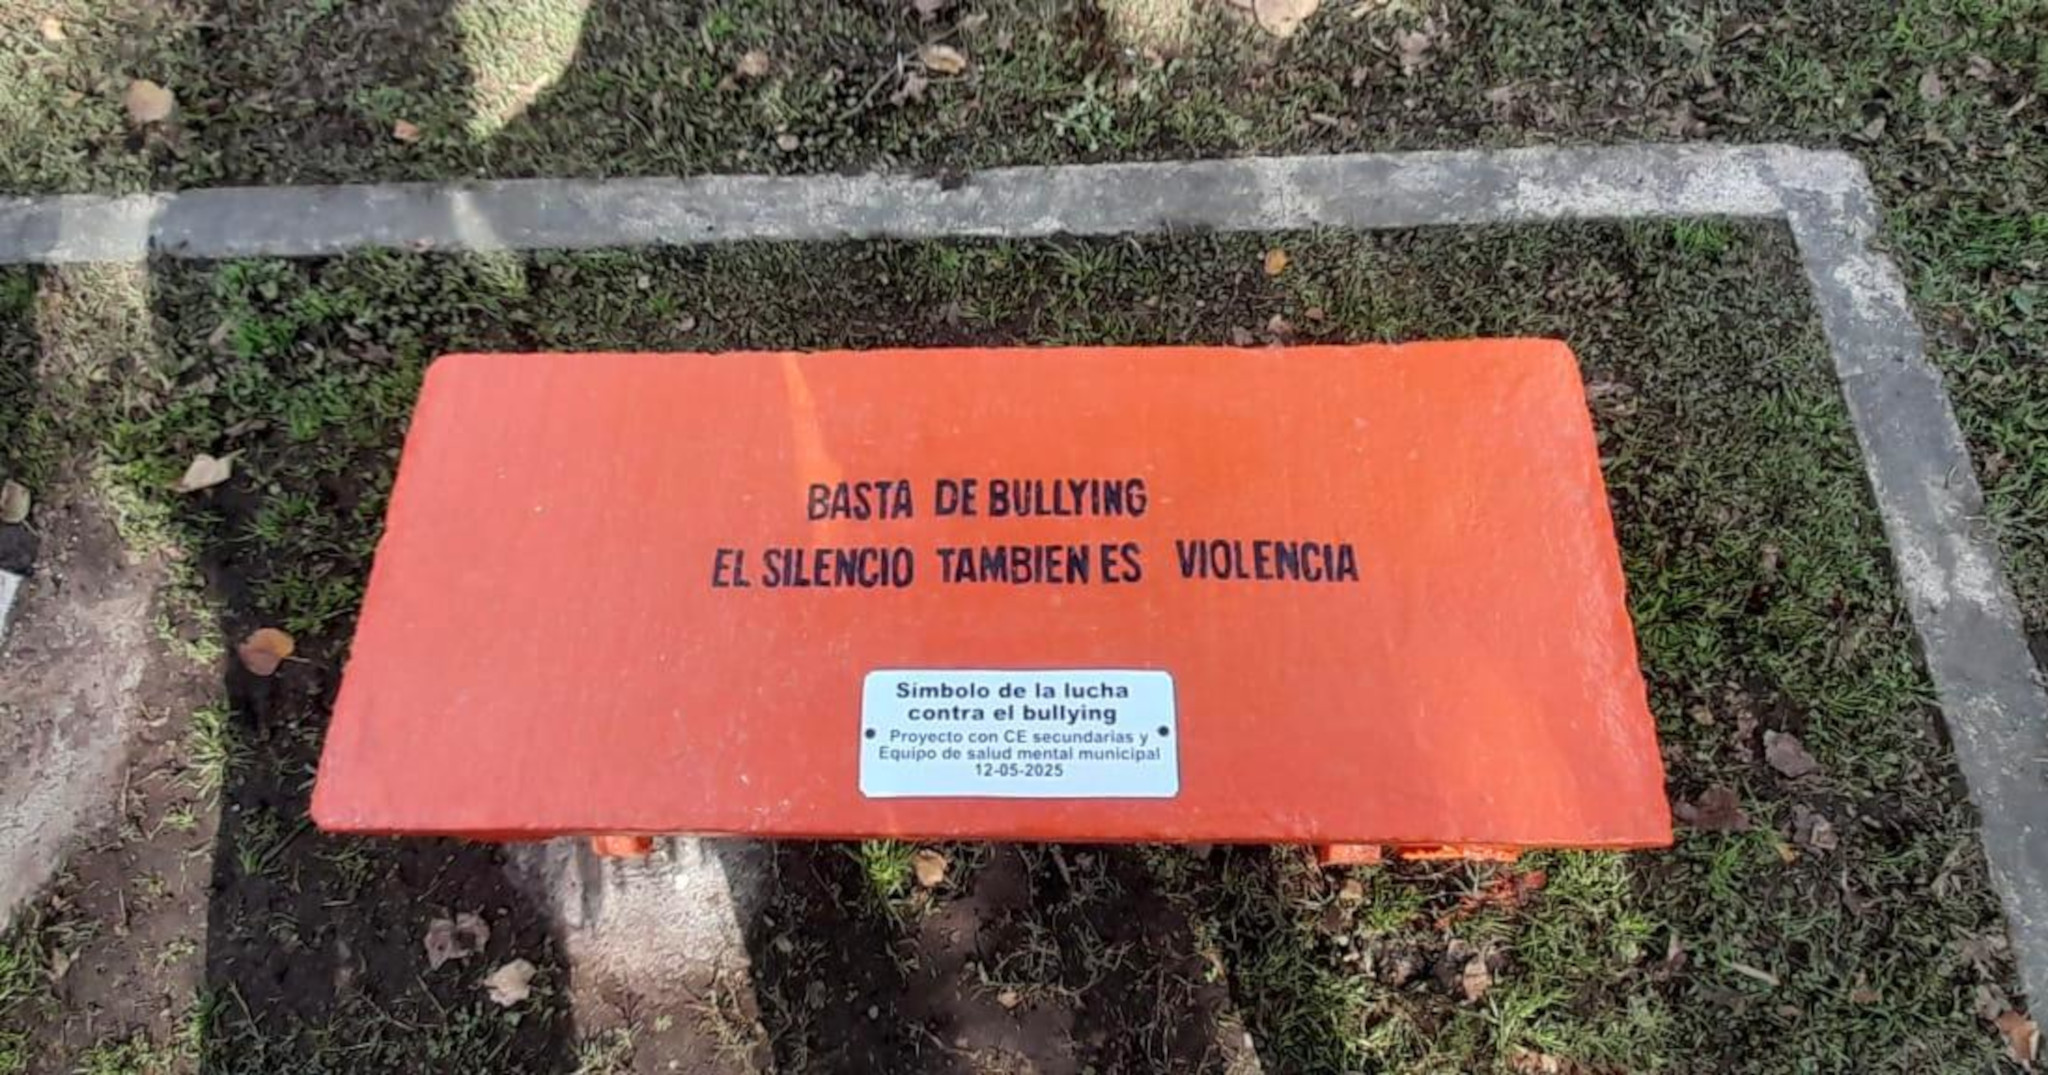 BASTA DE BULLYING
EL SILENCIO TAMBIEN ES VIOLENCIA
Símbolo de la lucha
contra el bullying
Proyecto con CE secundarias y
Equipo de salud mental municipal
12-05-2025